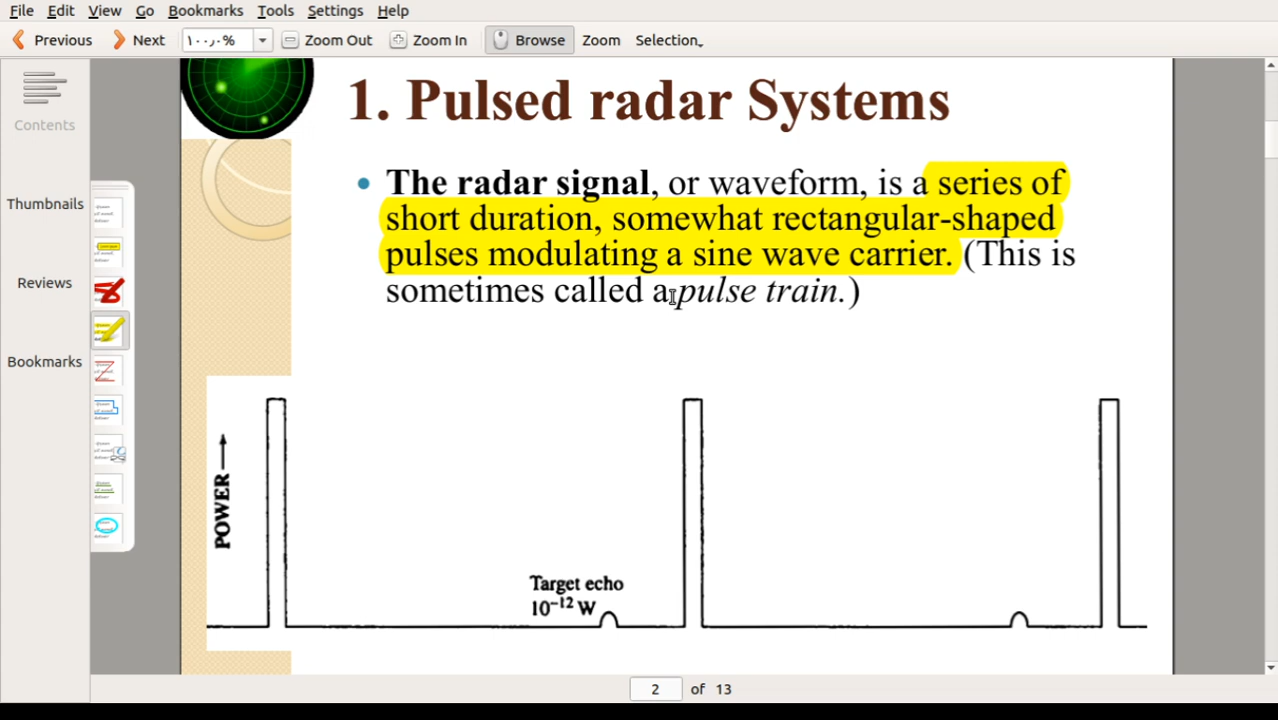 File Edit View Go Bookmarks Tools Settings Help
Previous Next ١٠٠٫٠% Zoom Out Zoom In Browse Zoom Selection
Contents
Thumbnails
Reviews
Bookmarks
1. Pulsed radar Systems
• The radar signal, or waveform, is a series of
short duration, somewhat rectangular-shaped
pulses modulating a sine wave carrier. (This is
sometimes called a pulse train.)
POWER →
Target echo
10⁻¹² W
2 of 13